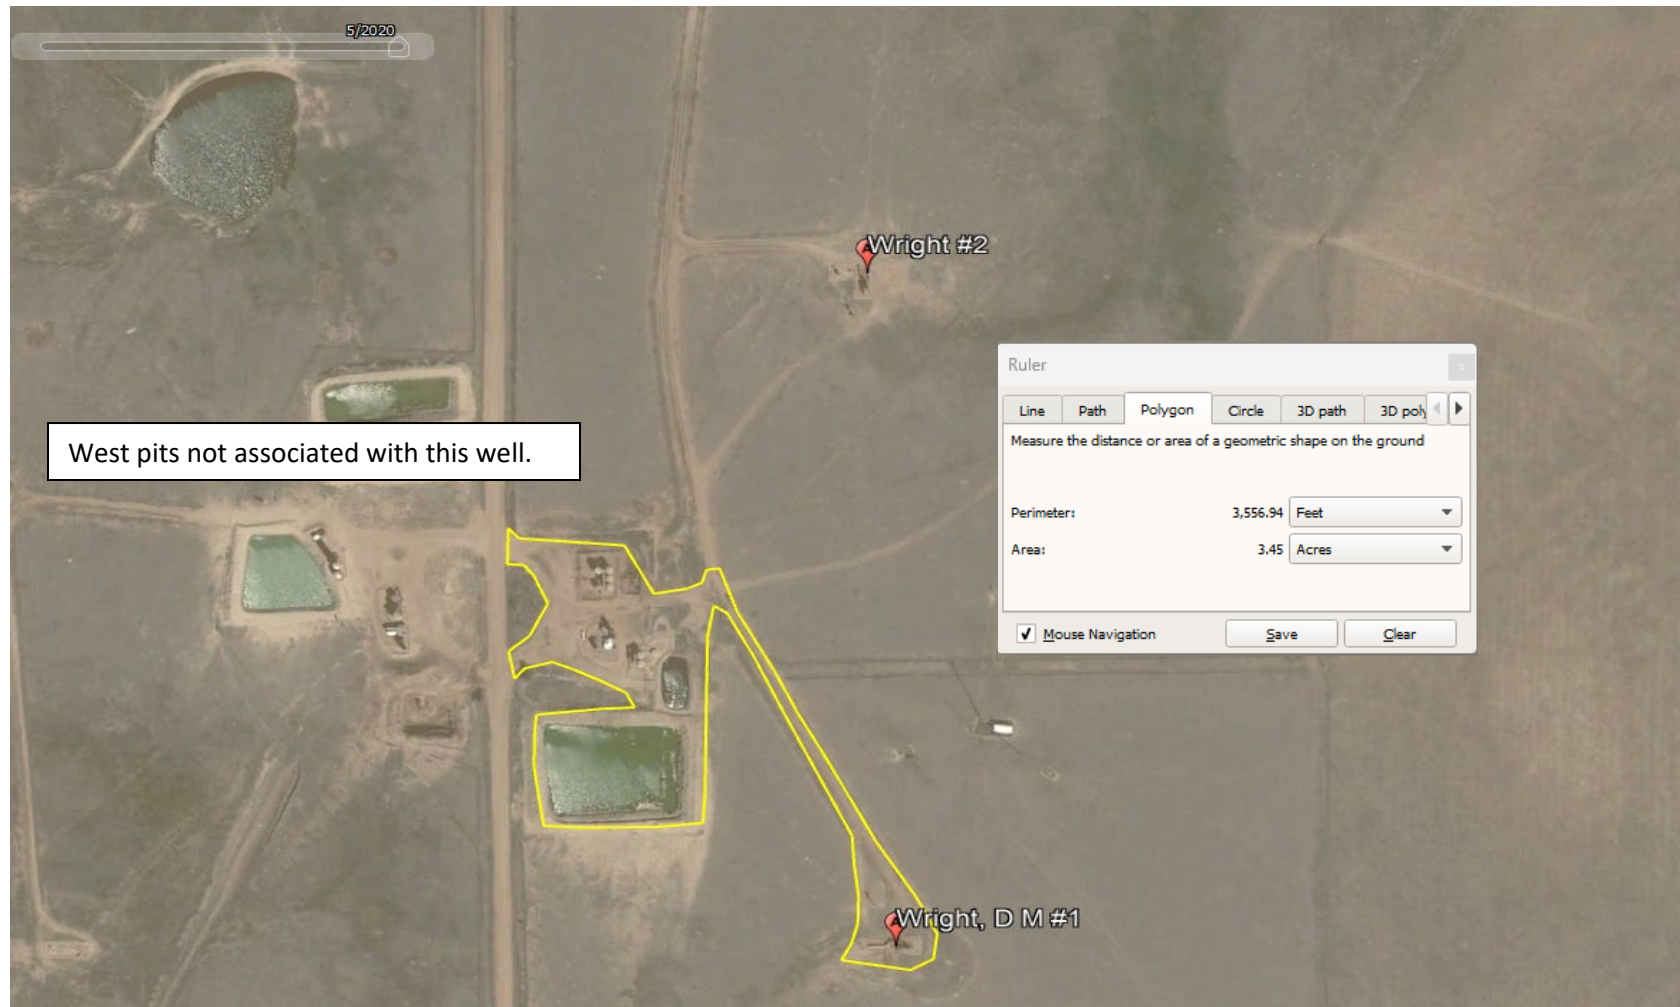 5/2020
Wright #2
Ruler
Line Path Polygon Circle 3D path 3D poly
Measure the distance or area of a geometric shape on the ground
West pits not associated with this well.
Perimeter: 3,556.94 Feet
Area: 3.45 Acres
Mouse Navigation Save Clear
Wright, D M #1